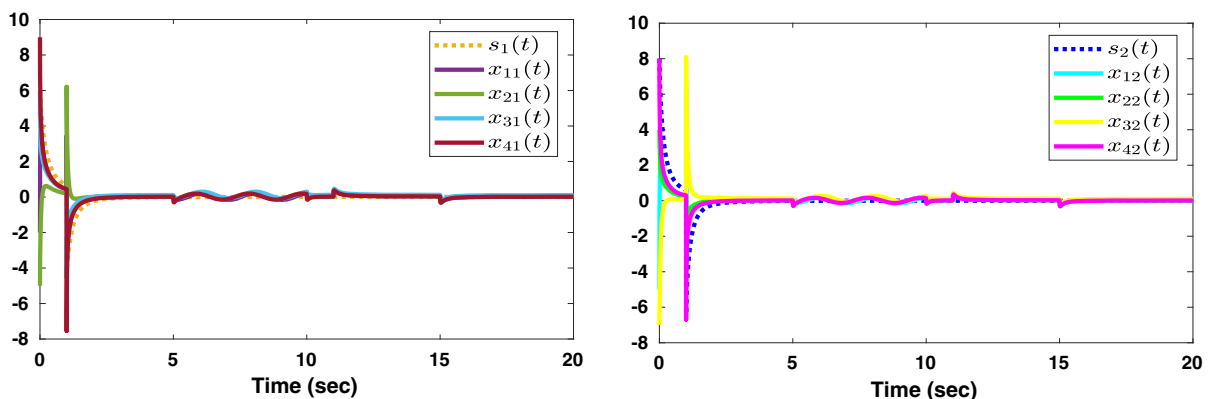 10
8
6
4
2
0
-2
-4
-6
-8
0
5
10
15
20
Time (sec)
s₁(t)
x₁₁(t)
x₂₁(t)
x₃₁(t)
x₄₁(t)
10
8
6
4
2
0
-2
-4
-6
-8
0
5
10
15
20
Time (sec)
s₂(t)
x₁₂(t)
x₂₂(t)
x₃₂(t)
x₄₂(t)